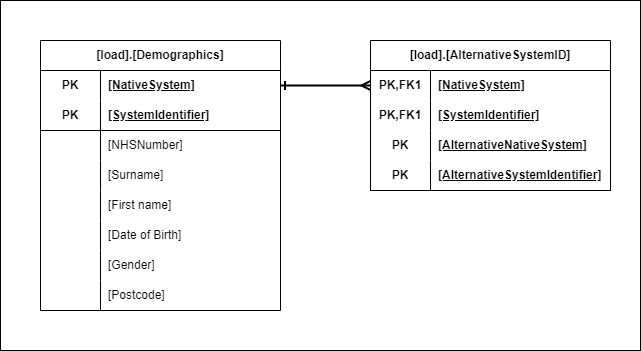 [load].[Demographics]
PK [NativeSystem]
PK [SystemIdentifier]
[NHSNumber]
[Surname]
[First name]
[Date of Birth]
[Gender]
[Postcode]
[load].[AlternativeSystemID]
PK,FK1 [NativeSystem]
PK,FK1 [SystemIdentifier]
PK [AlternativeNativeSystem]
PK [AlternativeSystemIdentifier]